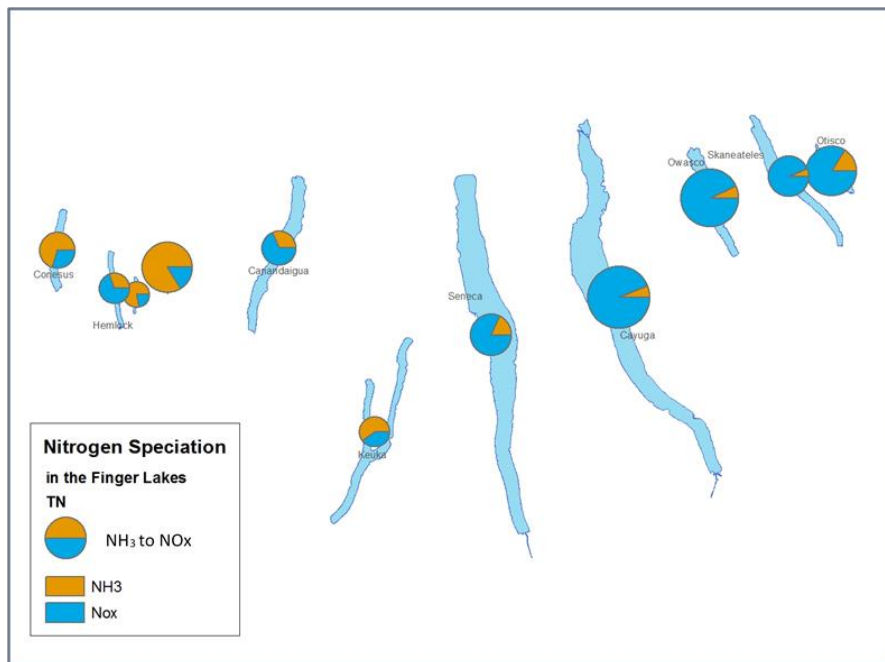 Otisco
Skaneateles
Owasco
Conesus
Canandaigua
Hemlock
Seneca
Cayuga
Keuka
Nitrogen Speciation
in the Finger Lakes
TN
NH₃ to NOx
NH3
Nox